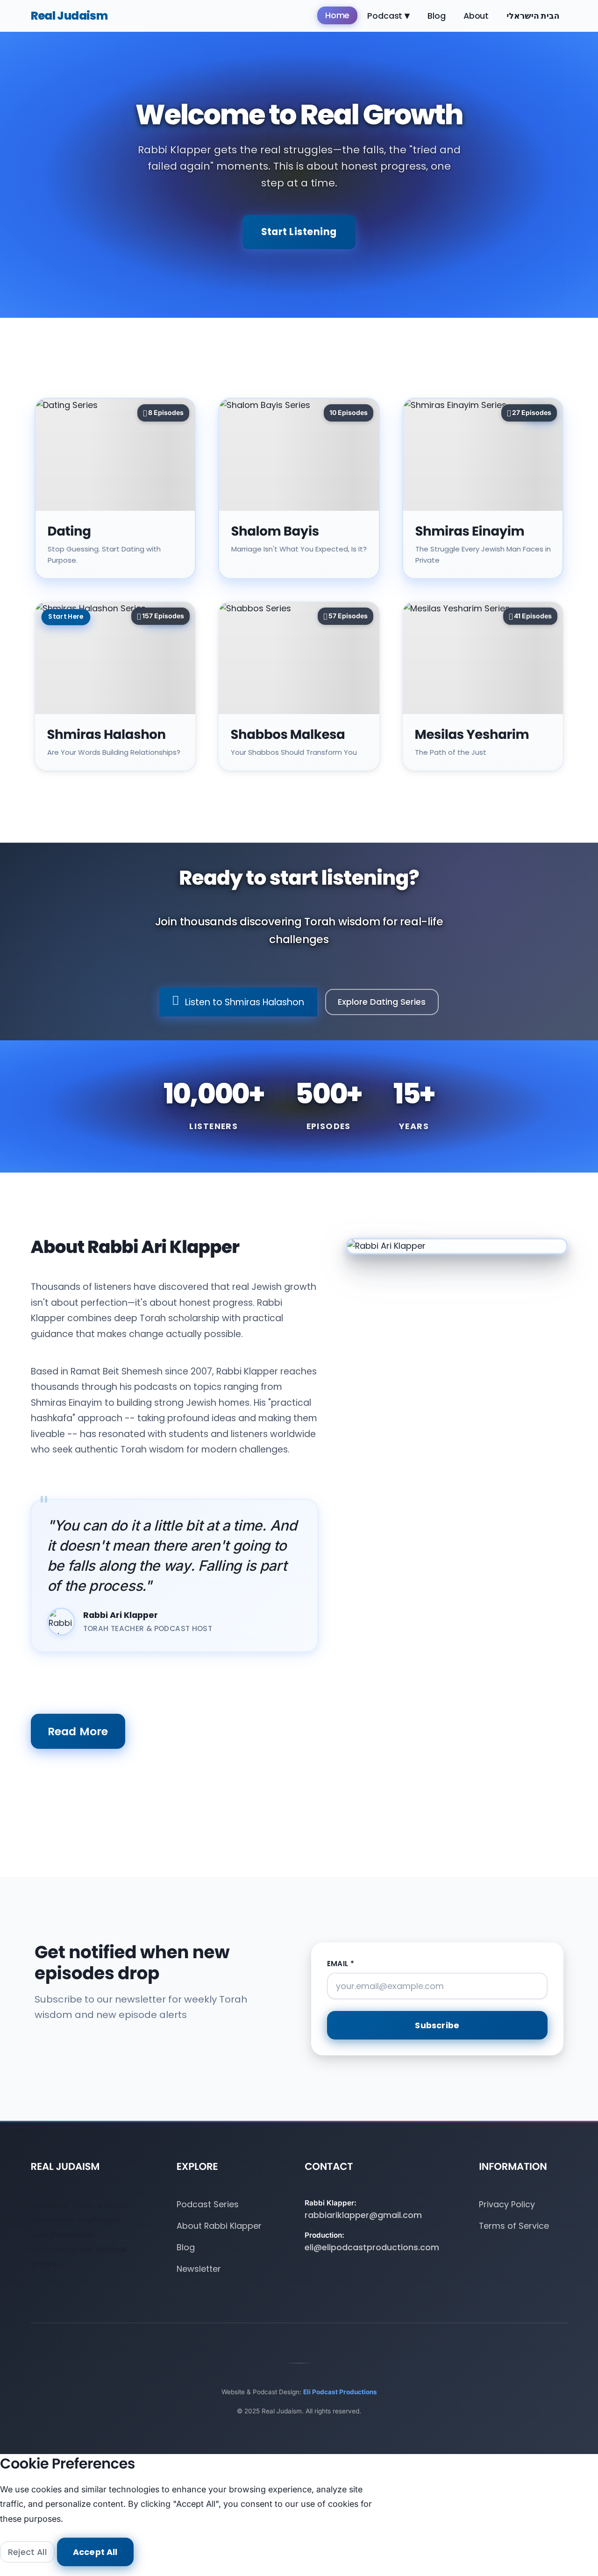 Real Judaism
Home
Podcast ▼
Blog
About
הבית הישראלי
Welcome to Real Growth
Rabbi Klapper gets the real struggles—the falls, the "tried and
failed again" moments. This is about honest progress, one
step at a time.
Start Listening
Dating Series
8 Episodes
Dating
Stop Guessing. Start Dating with
Purpose.
Shalom Bayis Series
10 Episodes
Shalom Bayis
Marriage Isn't What You Expected, Is It?
Shmiras Einayim Series
27 Episodes
Shmiras Einayim
The Struggle Every Jewish Man Faces in
Private
Shmiras Halashon Series
Start Here
157 Episodes
Shmiras Halashon
Are Your Words Building Relationships?
Shabbos Series
57 Episodes
Shabbos Malkesa
Your Shabbos Should Transform You
Mesilas Yesharim Series
41 Episodes
Mesilas Yesharim
The Path of the Just
Ready to start listening?
Join thousands discovering Torah wisdom for real-life
challenges
Listen to Shmiras Halashon
Explore Dating Series
10,000+
LISTENERS
500+
EPISODES
15+
YEARS
About Rabbi Ari Klapper
Thousands of listeners have discovered that real Jewish growth
isn't about perfection—it's about honest progress. Rabbi
Klapper combines deep Torah scholarship with practical
guidance that makes change actually possible.
Based in Ramat Beit Shemesh since 2007, Rabbi Klapper reaches
thousands through his podcasts on topics ranging from
Shmiras Einayim to building strong Jewish homes. His "practical
hashkafa" approach -- taking profound ideas and making them
liveable -- has resonated with students and listeners worldwide
who seek authentic Torah wisdom for modern challenges.
"
"You can do it a little bit at a time. And
it doesn't mean there aren't going to
be falls along the way. Falling is part
of the process."
Rabbi
Rabbi Ari Klapper
TORAH TEACHER & PODCAST HOST
Read More
Rabbi Ari Klapper
Get notified when new
episodes drop
Subscribe to our newsletter for weekly Torah
wisdom and new episode alerts
EMAIL *
your.email@example.com
Subscribe
REAL JUDAISM
EXPLORE
Podcast Series
About Rabbi Klapper
Blog
Newsletter
CONTACT
Rabbi Klapper:
rabbiariklapper@gmail.com
Production:
eli@elipodcastproductions.com
INFORMATION
Privacy Policy
Terms of Service
Website & Podcast Design: Eli Podcast Productions
© 2025 Real Judaism. All rights reserved.
Cookie Preferences
We use cookies and similar technologies to enhance your browsing experience, analyze site
traffic, and personalize content. By clicking "Accept All", you consent to our use of cookies for
these purposes.
Reject All
Accept All